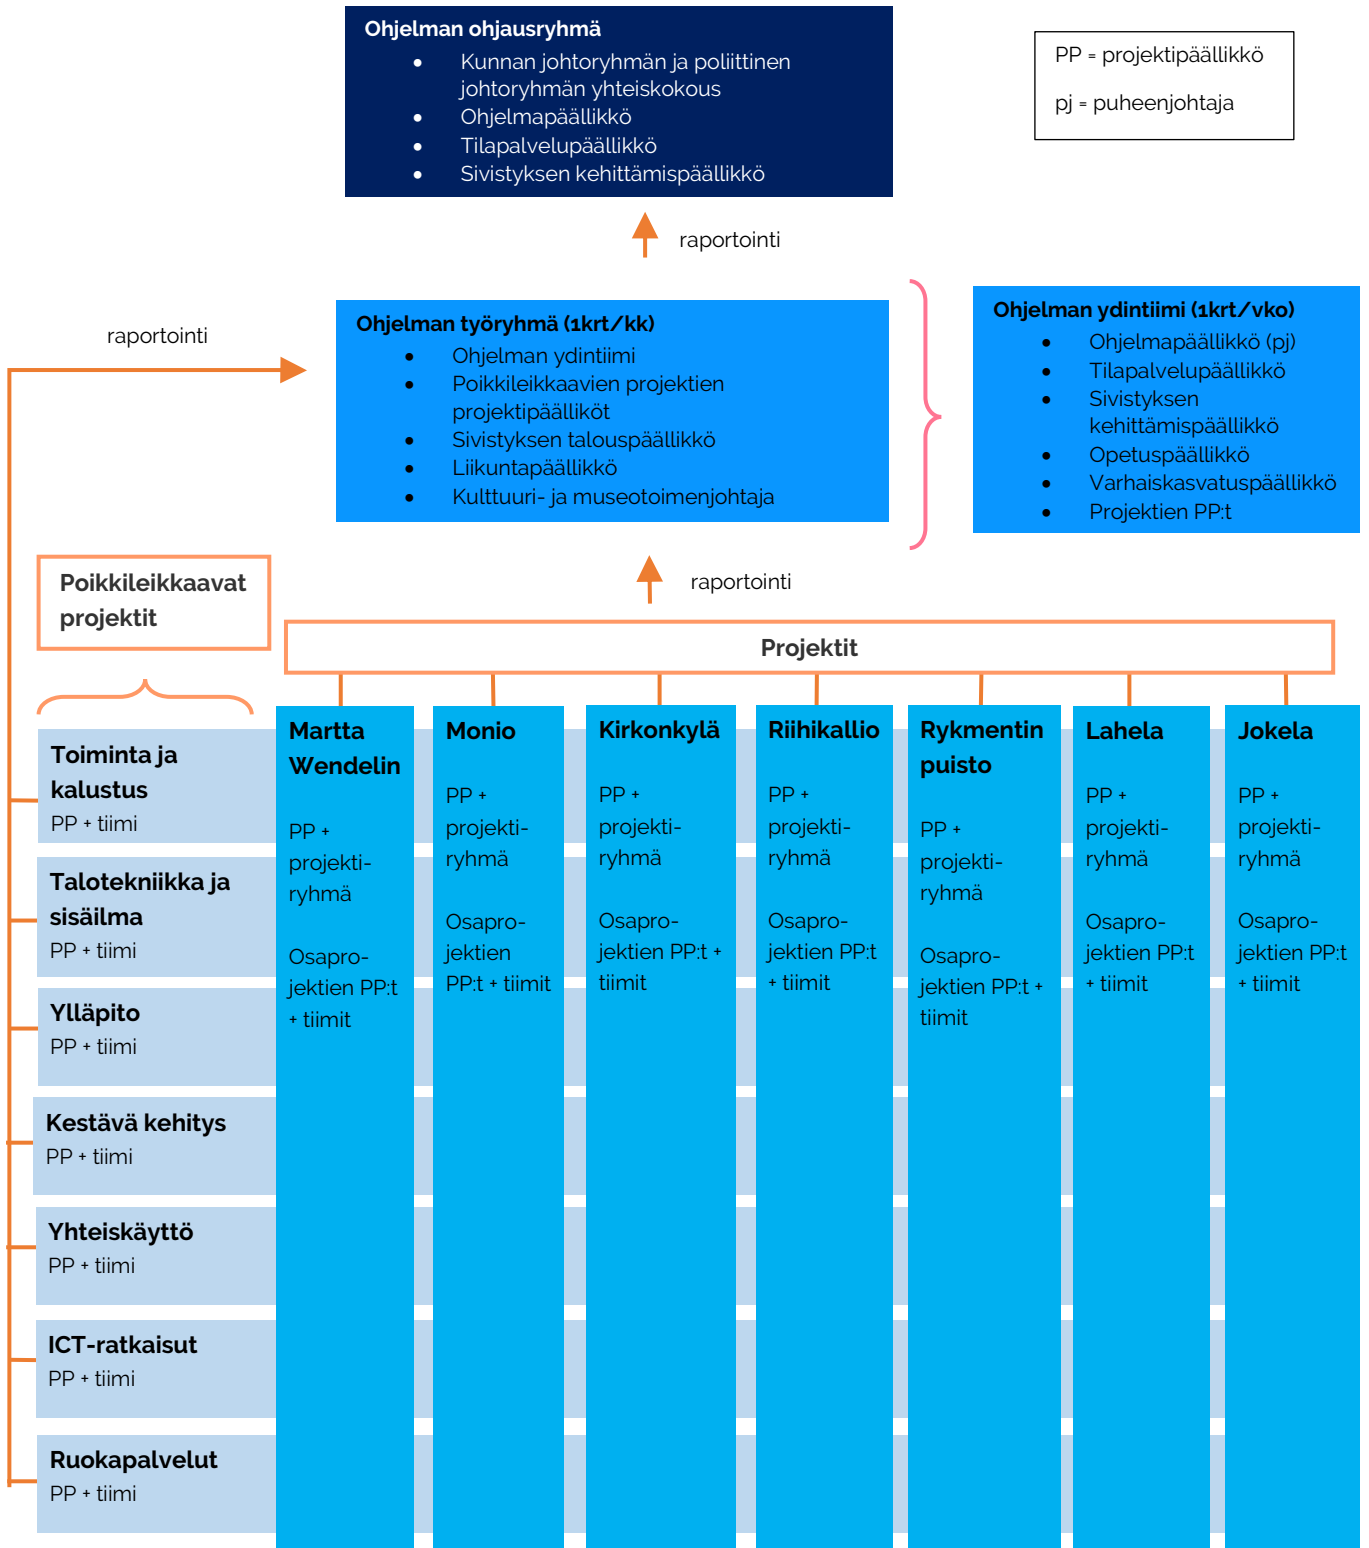 Ohjelman ohjausryhmä
• Kunnan johtoryhmän ja poliittinen
johtoryhmän yhteiskokous
• Ohjelmapäällikkö
• Tilapalvelupäällikkö
• Sivistyksen kehittämispäällikkö
PP = projektipäällikkö
pj = puheenjohtaja
raportointi
raportointi
Ohjelman työryhmä (1krt/kk)
• Ohjelman ydintiimi
• Poikkileikkaavien projektien
projektipäälliköt
• Sivistyksen talouspäällikkö
• Liikuntapäällikkö
• Kulttuuri- ja museotoimenjohtaja
Ohjelman ydintiimi (1krt/vko)
• Ohjelmapäällikkö (pj)
• Tilapalvelupäällikkö
• Sivistyksen
kehittämispäällikkö
• Opetuspäällikkö
• Varhaiskasvatuspäällikkö
• Projektien PP:t
raportointi
Poikkileikkaavat
projektit
Projektit
Toiminta ja
kalustus
PP + tiimi
Talotekniikka ja
sisäilma
PP + tiimi
Ylläpito
PP + tiimi
Kestävä kehitys
PP + tiimi
Yhteiskäyttö
PP + tiimi
ICT-ratkaisut
PP + tiimi
Ruokapalvelut
PP + tiimi
Martta
Wendelin
PP +
projekti-
ryhmä
Osapro-
jektien PP:t
+ tiimit
Monio
PP +
projekti-
ryhmä
Osapro-
jektien
PP:t + tiimit
Kirkonkylä
PP +
projekti-
ryhmä
Osapro-
jektien PP:t +
tiimit
Riihikallio
PP +
projekti-
ryhmä
Osapro-
jektien PP:t
+ tiimit
Rykmentin
puisto
PP +
projekti-
ryhmä
Osapro-
jektien PP:t +
tiimit
Lahela
PP +
projekti-
ryhmä
Osapro-
jektien PP:t
+ tiimit
Jokela
PP +
projekti-
ryhmä
Osapro-
jektien PP:t
+ tiimit